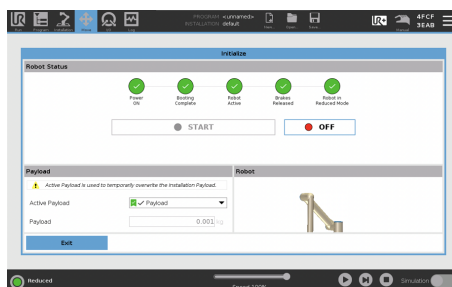 PROGRAM <unnamed>
INSTALLATION default
Run Program Installation Move I/O Log
New... Open... Save...
Manual
4FCF
3EAB
Initialize
Robot Status
Power ON
Booting Complete
Robot Active
Brakes Released
Robot in Reduced Mode
START
OFF
Payload
Robot
Active Payload is used to temporarily overwrite the Installation Payload.
Active Payload
Payload
Payload
0.001 kg
Exit
Reduced
Speed 100%
Simulation